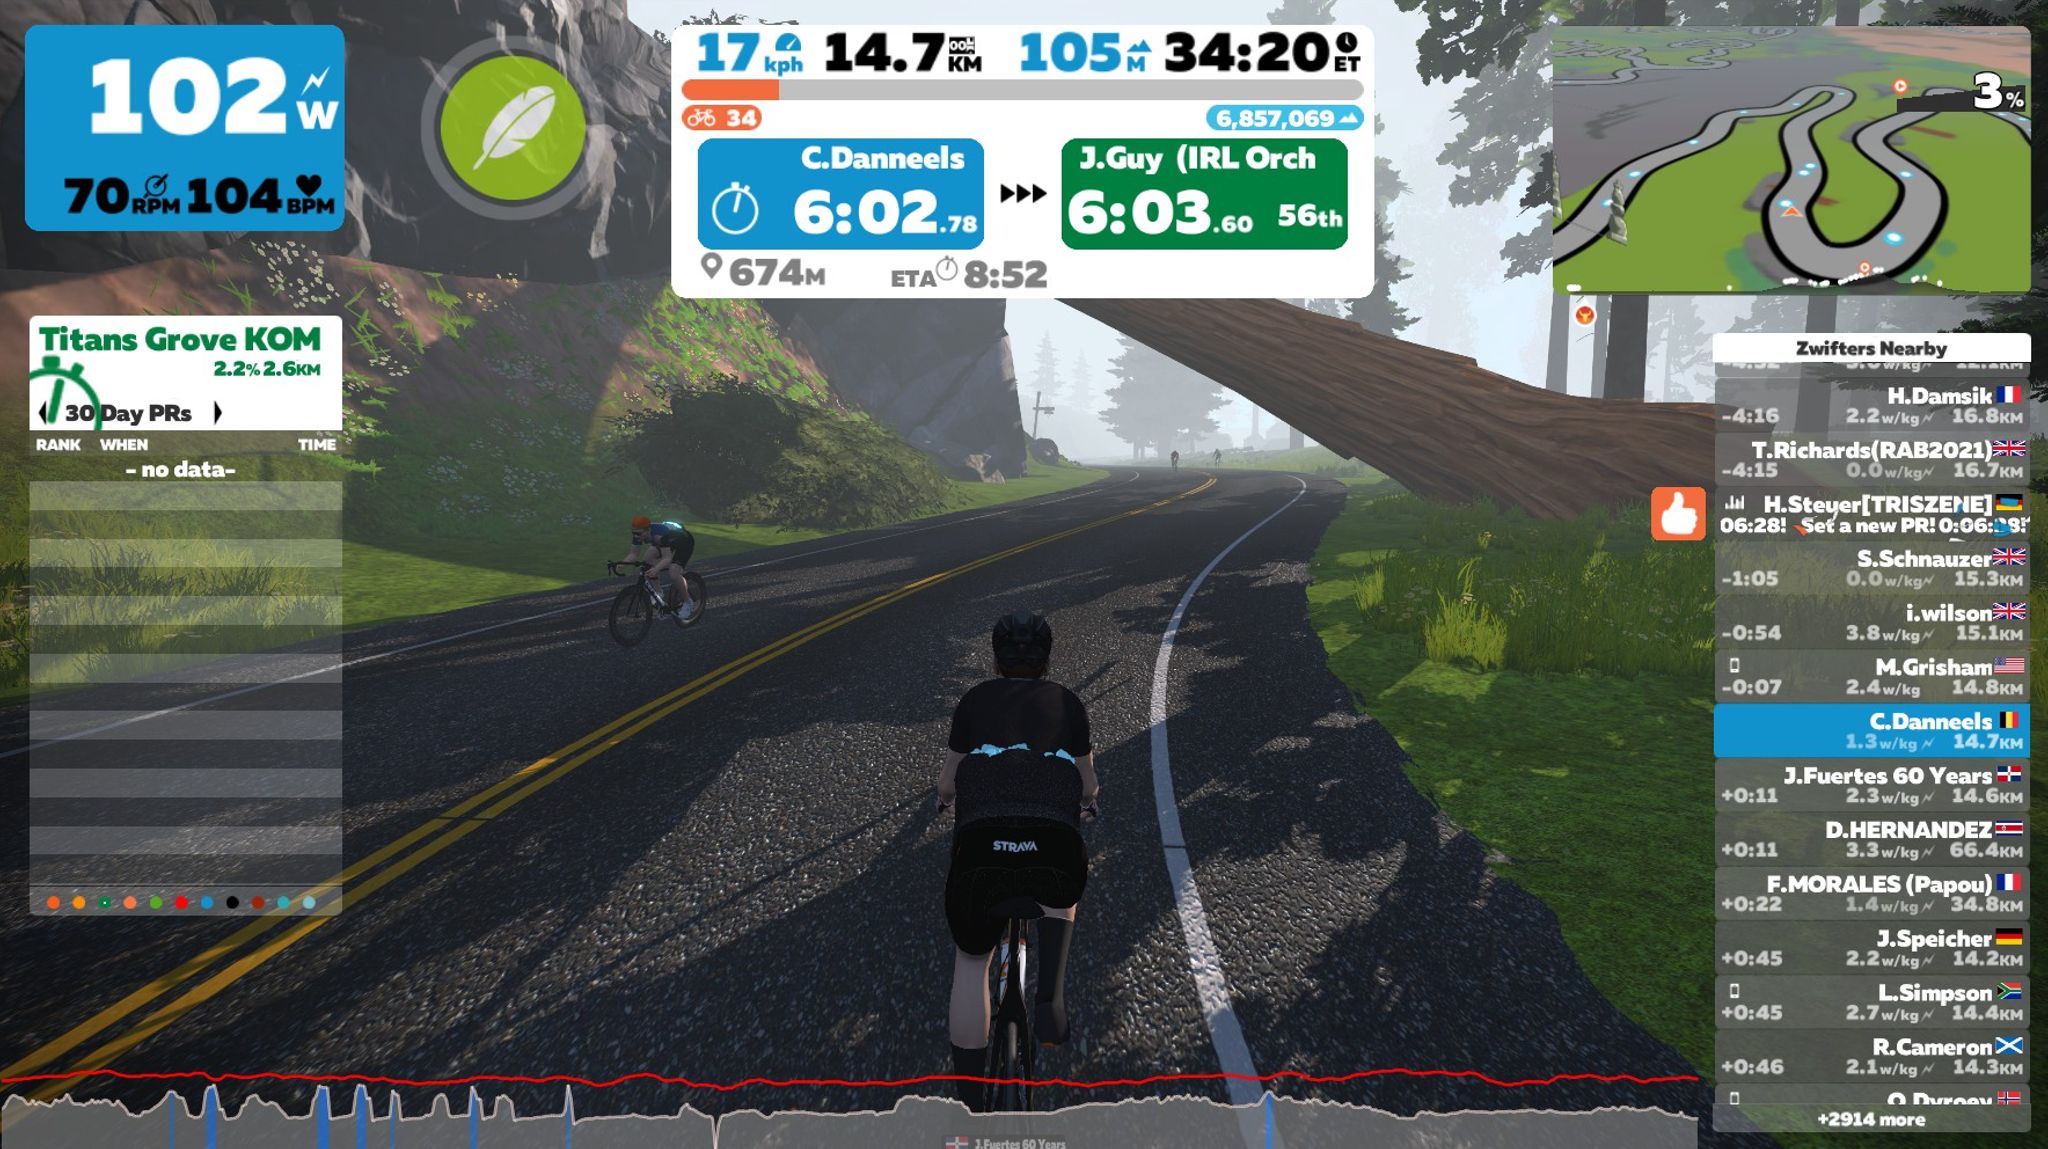 102 W
70 RPM 104 BPM
17 kph 14.7 KM 105 M 34:20 ET
34 6,857,069
C.Danneels
6:02.78
J.Guy (IRL Orch
6:03.60 56th
674M ETA 8:52
3%
Titans Grove KOM
2.2% 2.6KM
30 Day PRs
RANK WHEN TIME
- no data-
Zwifters Nearby
H.Damsik
-4:16 2.2w/kg 16.8KM
T.Richards(RAB2021)
-4:15 0.0w/kg 16.7KM
H.Steuer[TRISZENE]
06:28! Set a new PR! 0:06:28!
S.Schnauzer
-1:05 0.0w/kg 15.3KM
i.wilson
-0:54 3.8w/kg 15.1KM
M.Grisham
-0:07 2.4w/kg 14.8KM
C.Danneels
1.3w/kg 14.7KM
J.Fuertes 60 Years
+0:11 2.3w/kg 14.6KM
D.HERNANDEZ
+0:11 3.3w/kg 66.4KM
F.MORALES (Papou)
+0:22 1.4w/kg 34.8KM
J.Speicher
+0:45 2.2w/kg 14.2KM
L.Simpson
+0:45 2.7w/kg 14.4KM
R.Cameron
+0:46 2.1w/kg 14.3KM
+2914 more
STRAVA
J.Fuertes 60 Years